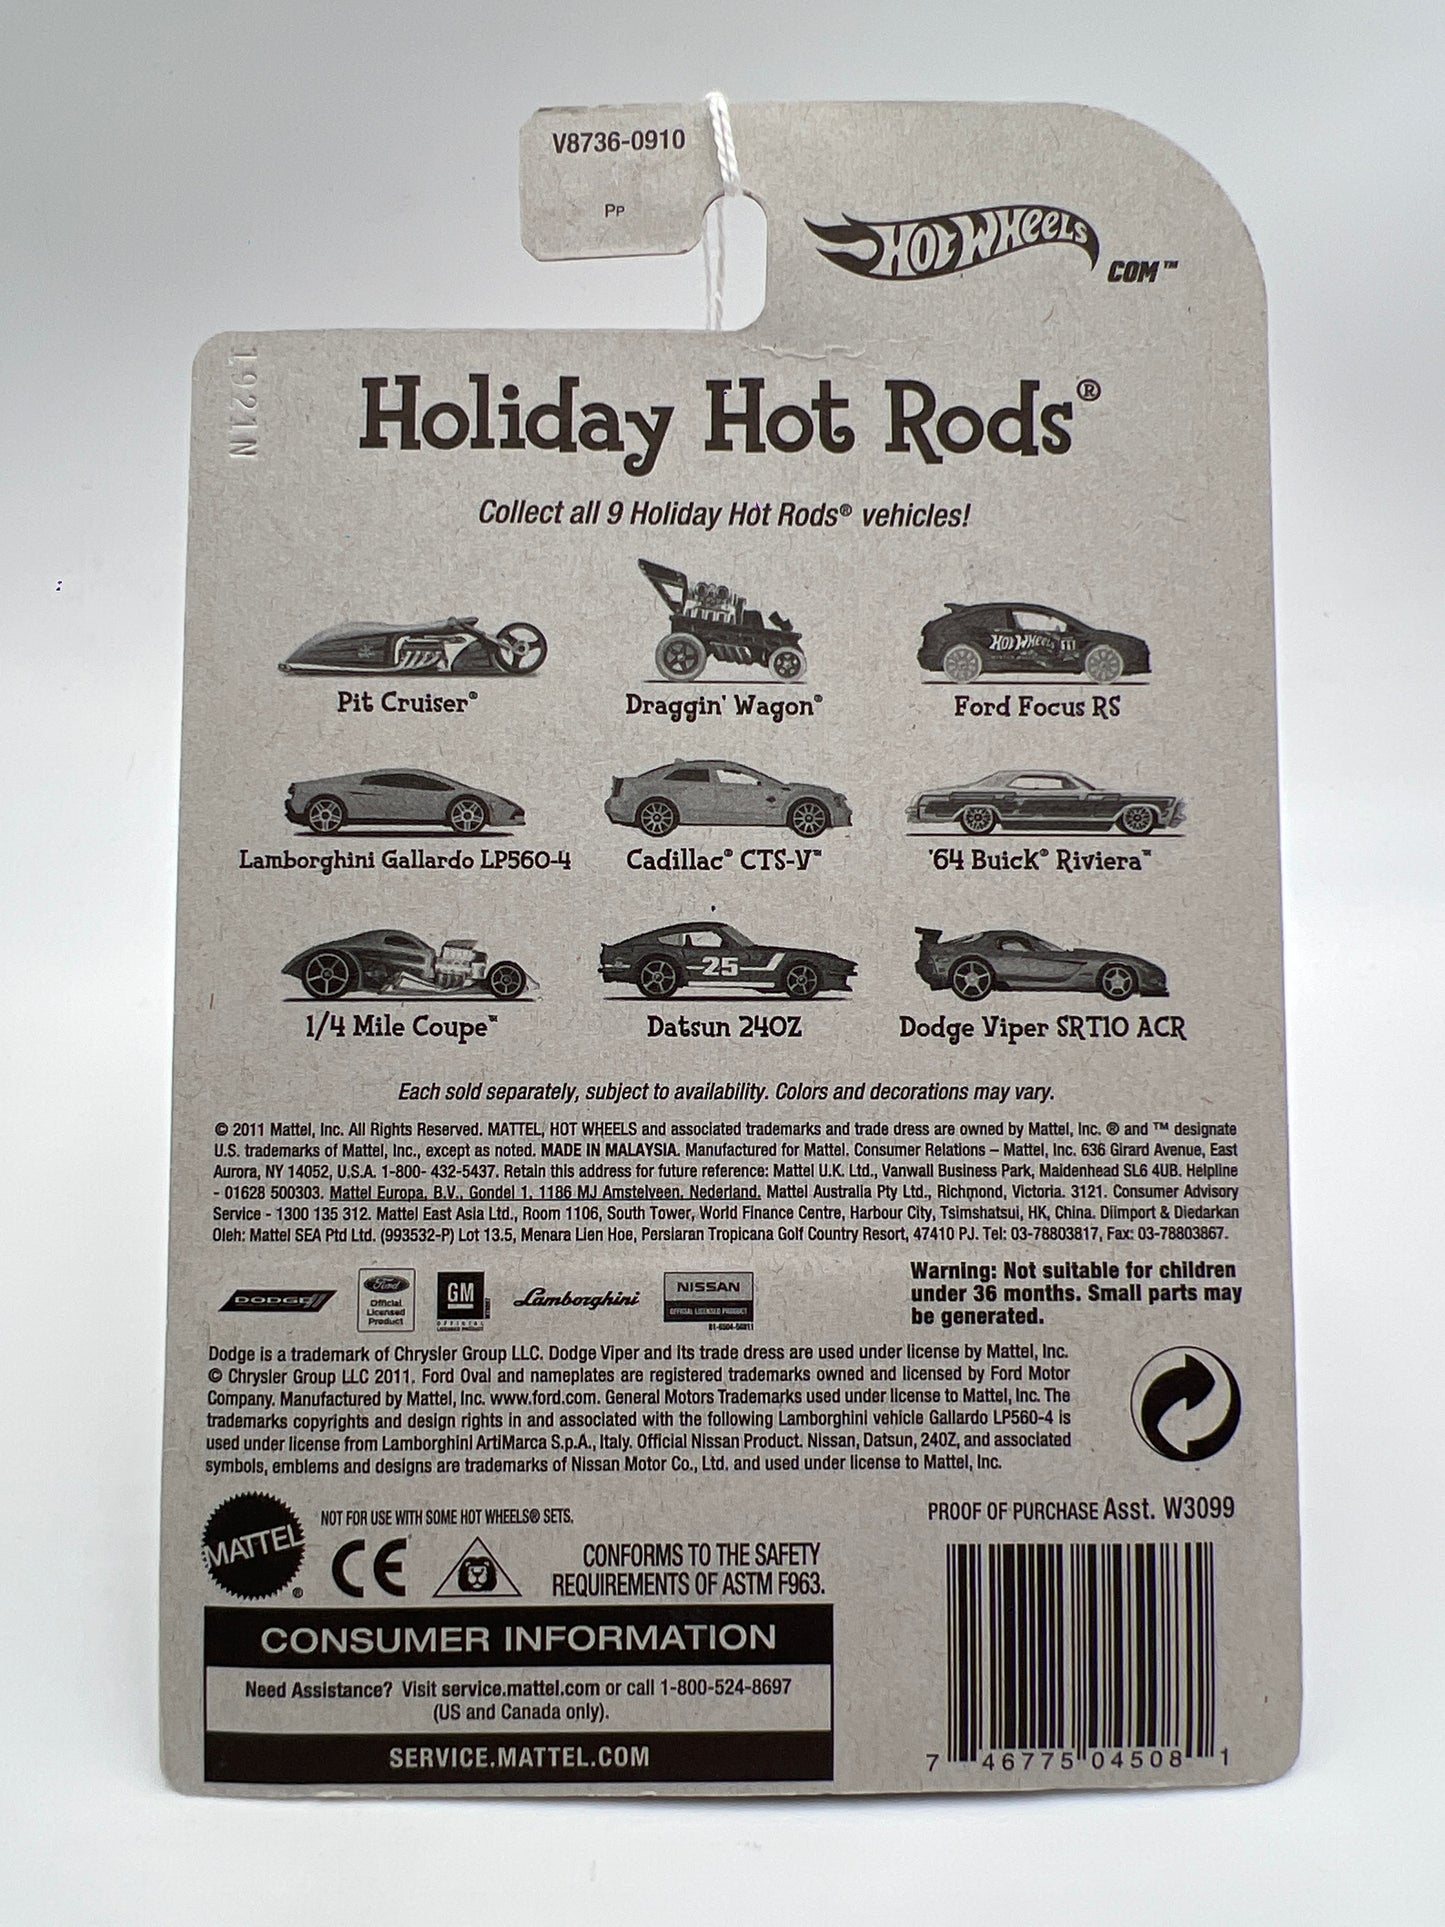 V8736-0910
PP
HOT WHEELS
.COM™
1921N
Holiday Hot Rods®
Collect all 9 Holiday Hot Rods® vehicles!
HOT WHEELS
Pit Cruiser® Draggin' Wagon® Ford Focus RS
Lamborghini Gallardo LP560-4 Cadillac® CTS-V™ '64 Buick® Riviera™
25
1/4 Mile Coupe™ Datsun 240Z Dodge Viper SRT10 ACR
Each sold separately, subject to availability. Colors and decorations may vary.
© 2011 Mattel, Inc. All Rights Reserved. MATTEL, HOT WHEELS and associated trademarks and trade dress are owned by Mattel, Inc. ® and ™ designate
U.S. trademarks of Mattel, Inc., except as noted. MADE IN MALAYSIA. Manufactured for Mattel. Consumer Relations – Mattel, Inc. 636 Girard Avenue, East
Aurora, NY 14052, U.S.A. 1-800- 432-5437. Retain this address for future reference: Mattel U.K. Ltd., Vanwall Business Park, Maidenhead SL6 4UB. Helpline
- 01628 500303. Mattel Europa, B.V., Gondel 1, 1186 MJ Amstelveen, Nederland. Mattel Australia Pty Ltd., Richmond, Victoria. 3121. Consumer Advisory
Service - 1300 135 312. Mattel East Asia Ltd., Room 1106, South Tower, World Finance Centre, Harbour City, Tsimshatsui, HK, China. Diimport & Diedarkan
Oleh: Mattel SEA Ptd Ltd. (993532-P) Lot 13.5, Menara Lien Hoe, Persiaran Tropicana Golf Country Resort, 47410 PJ. Tel: 03-78803817, Fax: 03-78803867.
DODGE
Ford
Official
Licensed
Product
GM
OFFICIAL
LICENSED PRODUCT
Lamborghini
NISSAN
OFFICIAL LICENSED PRODUCT
Warning: Not suitable for children
under 36 months. Small parts may
be generated.
Dodge is a trademark of Chrysler Group LLC. Dodge Viper and its trade dress are used under license by Mattel, Inc.
© Chrysler Group LLC 2011. Ford Oval and nameplates are registered trademarks owned and licensed by Ford Motor
Company. Manufactured by Mattel, Inc. www.ford.com. General Motors Trademarks used under license to Mattel, Inc. The
trademarks copyrights and design rights in and associated with the following Lamborghini vehicle Gallardo LP560-4 is
used under license from Lamborghini ArtiMarca S.p.A., Italy. Official Nissan Product. Nissan, Datsun, 240Z, and associated
symbols, emblems and designs are trademarks of Nissan Motor Co., Ltd. and used under license to Mattel, Inc.
MATTEL®
NOT FOR USE WITH SOME HOT WHEELS® SETS.
CE
CONFORMS TO THE SAFETY
REQUIREMENTS OF ASTM F963.
PROOF OF PURCHASE Asst. W3099
CONSUMER INFORMATION
Need Assistance? Visit service.mattel.com or call 1-800-524-8697
(US and Canada only).
SERVICE.MATTEL.COM
7 46775 04508 1